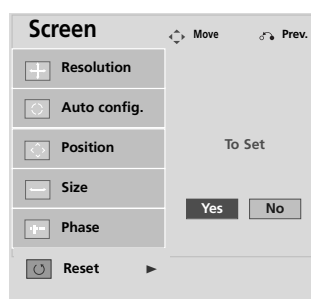 Screen
Move
Prev.
Resolution
Auto config.
Position
To Set
Size
Yes No
Phase
Reset